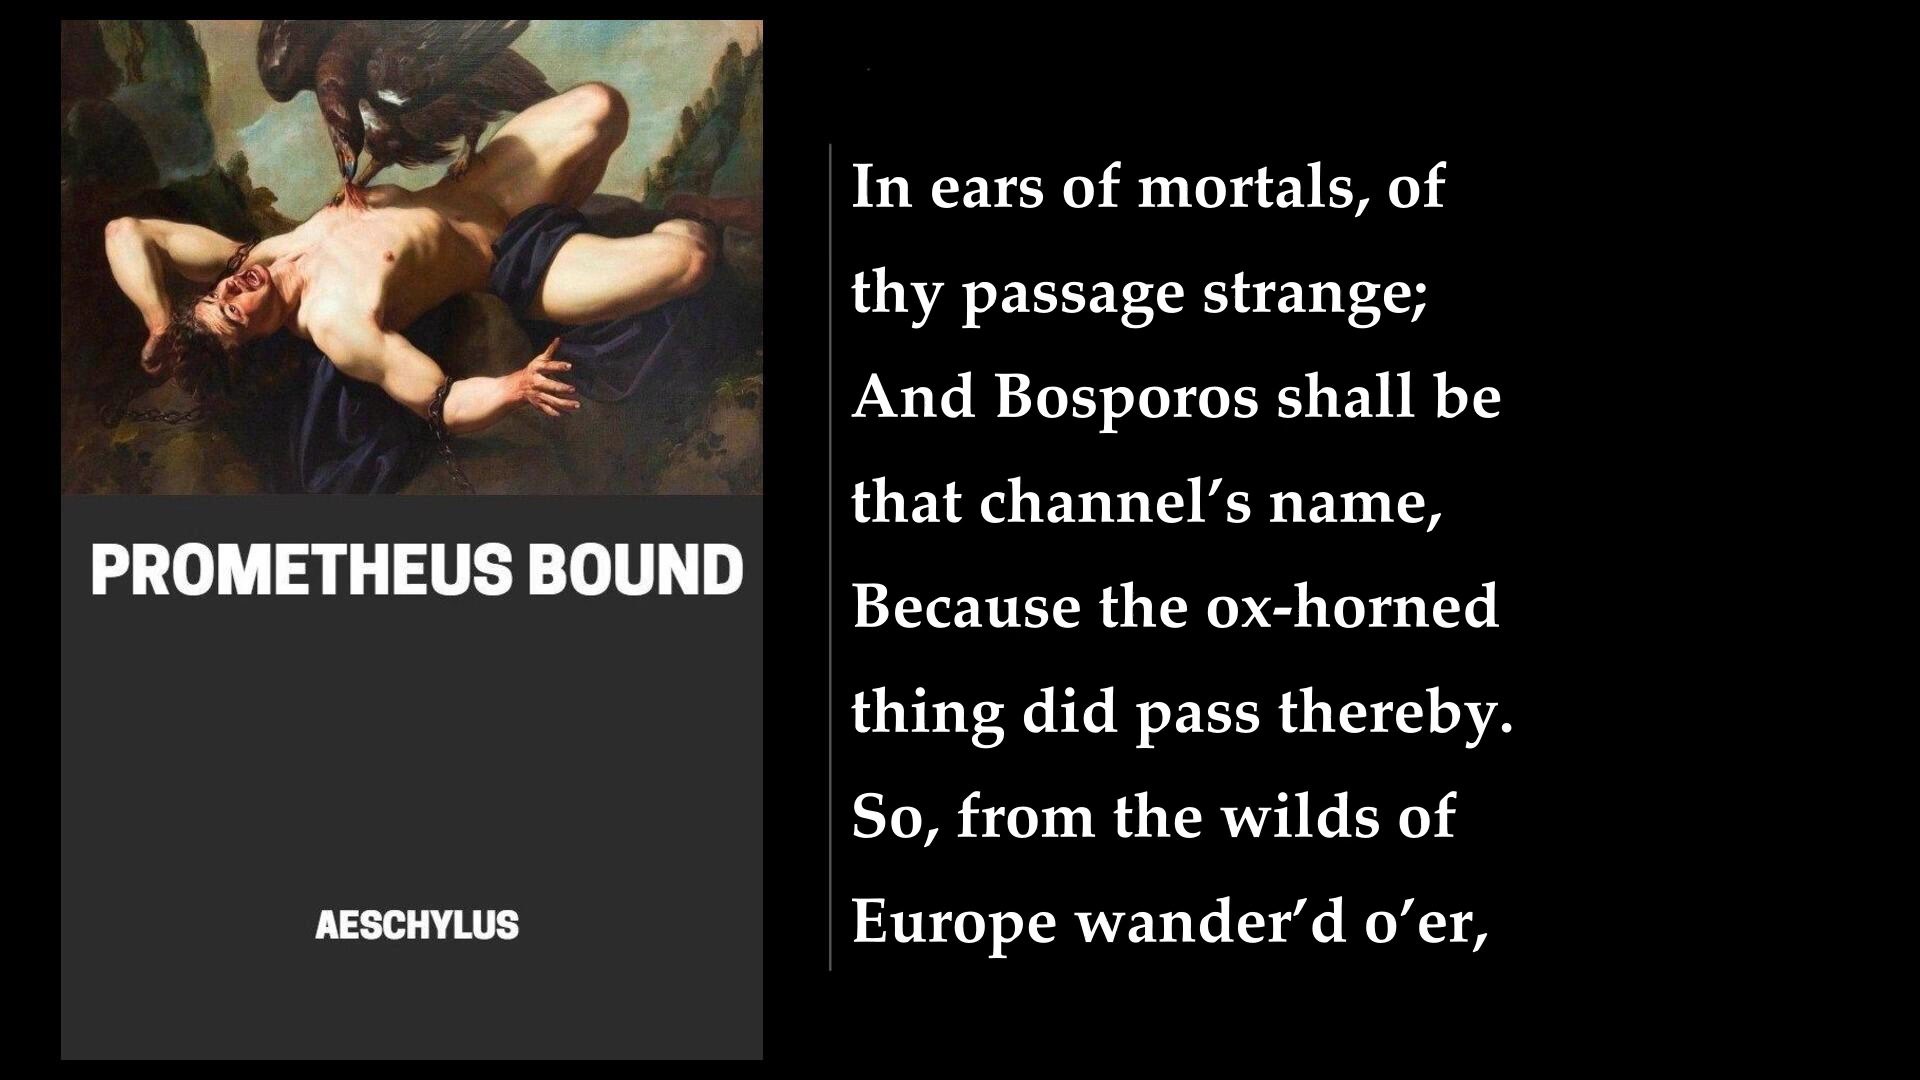 PROMETHEUS BOUND
AESCHYLUS
In ears of mortals, of
thy passage strange;
And Bosporos shall be
that channel’s name,
Because the ox-horned
thing did pass thereby.
So, from the wilds of
Europe wander’d o’er,